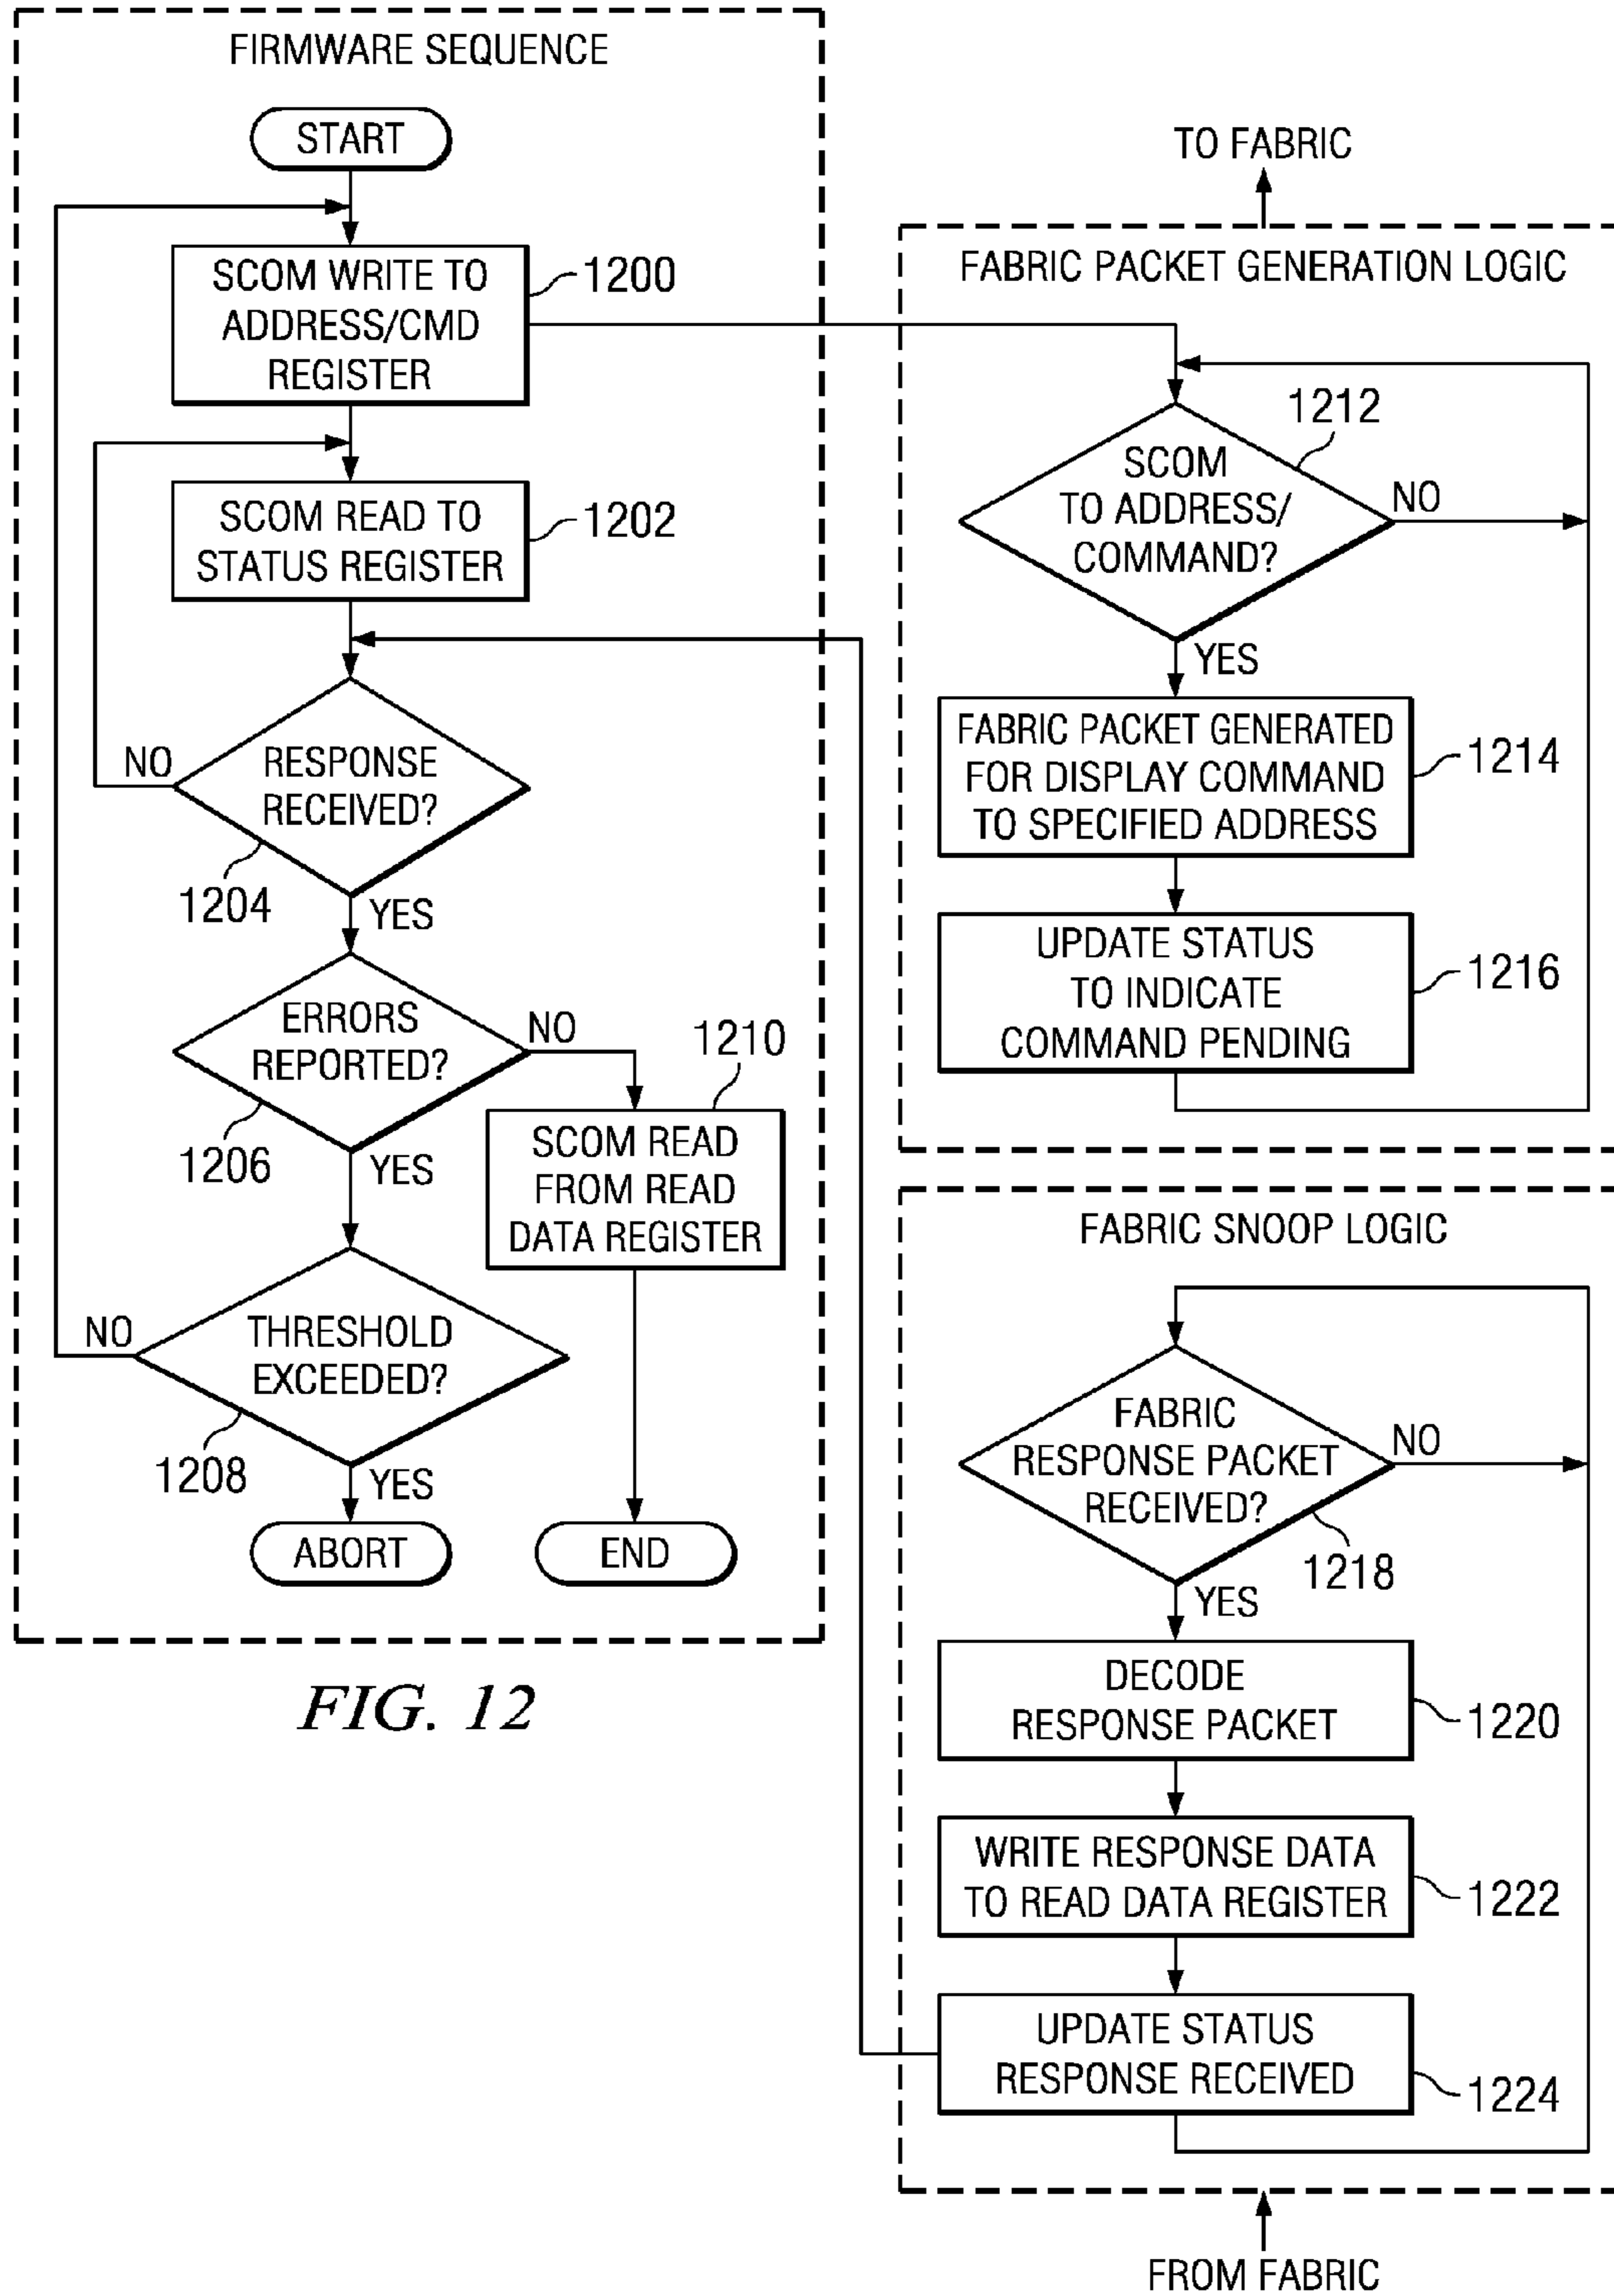 FIRMWARE SEQUENCE
START
SCOM WRITE TO
ADDRESS/CMD
REGISTER
1200
SCOM READ TO
STATUS REGISTER
1202
NO
RESPONSE
RECEIVED?
1204
YES
ERRORS
REPORTED?
NO
1206
YES
1210
SCOM READ
FROM READ
DATA REGISTER
NO
THRESHOLD
EXCEEDED?
1208
YES
ABORT
END
FIG. 12
TO FABRIC
FABRIC PACKET GENERATION LOGIC
1212
SCOM
TO ADDRESS/
COMMAND?
NO
YES
FABRIC PACKET GENERATED
FOR DISPLAY COMMAND
TO SPECIFIED ADDRESS
1214
UPDATE STATUS
TO INDICATE
COMMAND PENDING
1216
FABRIC SNOOP LOGIC
FABRIC
RESPONSE PACKET
RECEIVED?
NO
1218
YES
DECODE
RESPONSE PACKET
1220
WRITE RESPONSE DATA
TO READ DATA REGISTER
1222
UPDATE STATUS
RESPONSE RECEIVED
1224
FROM FABRIC